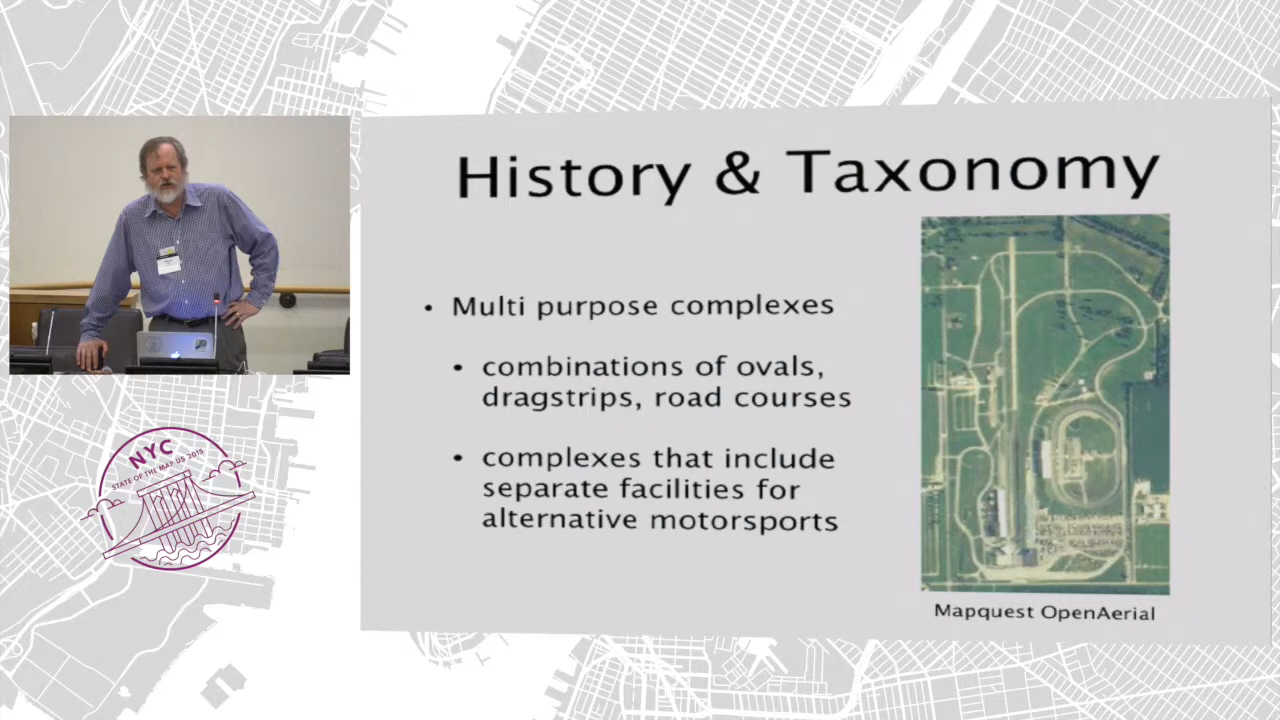 History & Taxonomy
• Multi purpose complexes
• combinations of ovals,
dragstrips, road courses
• complexes that include
separate facilities for
alternative motorsports
Mapquest OpenAerial
NYC
STATE OF THE MAP US 2015